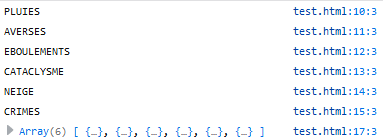 PLUIES test.html:10:3
AVERSES test.html:11:3
EBOULEMENTS test.html:12:3
CATACLYSME test.html:13:3
NEIGE test.html:14:3
CRIMES test.html:15:3
▶ Array(6) [ {…}, {…}, {…}, {…}, {…}, {…} ] test.html:17:3